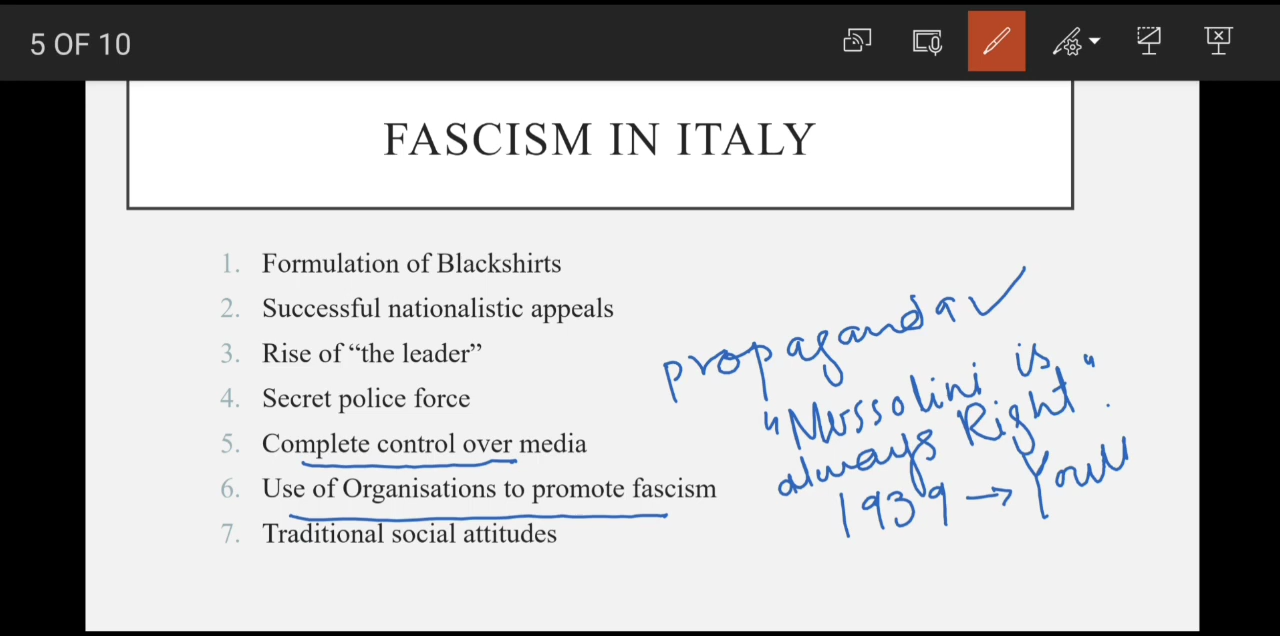 5 OF 10
FASCISM IN ITALY
1. Formulation of Blackshirts
2. Successful nationalistic appeals
3. Rise of “the leader”
4. Secret police force
5. Complete control over media
6. Use of Organisations to promote fascism
7. Traditional social attitudes
propaganda
"Mussolini is
always Right".
1939 →